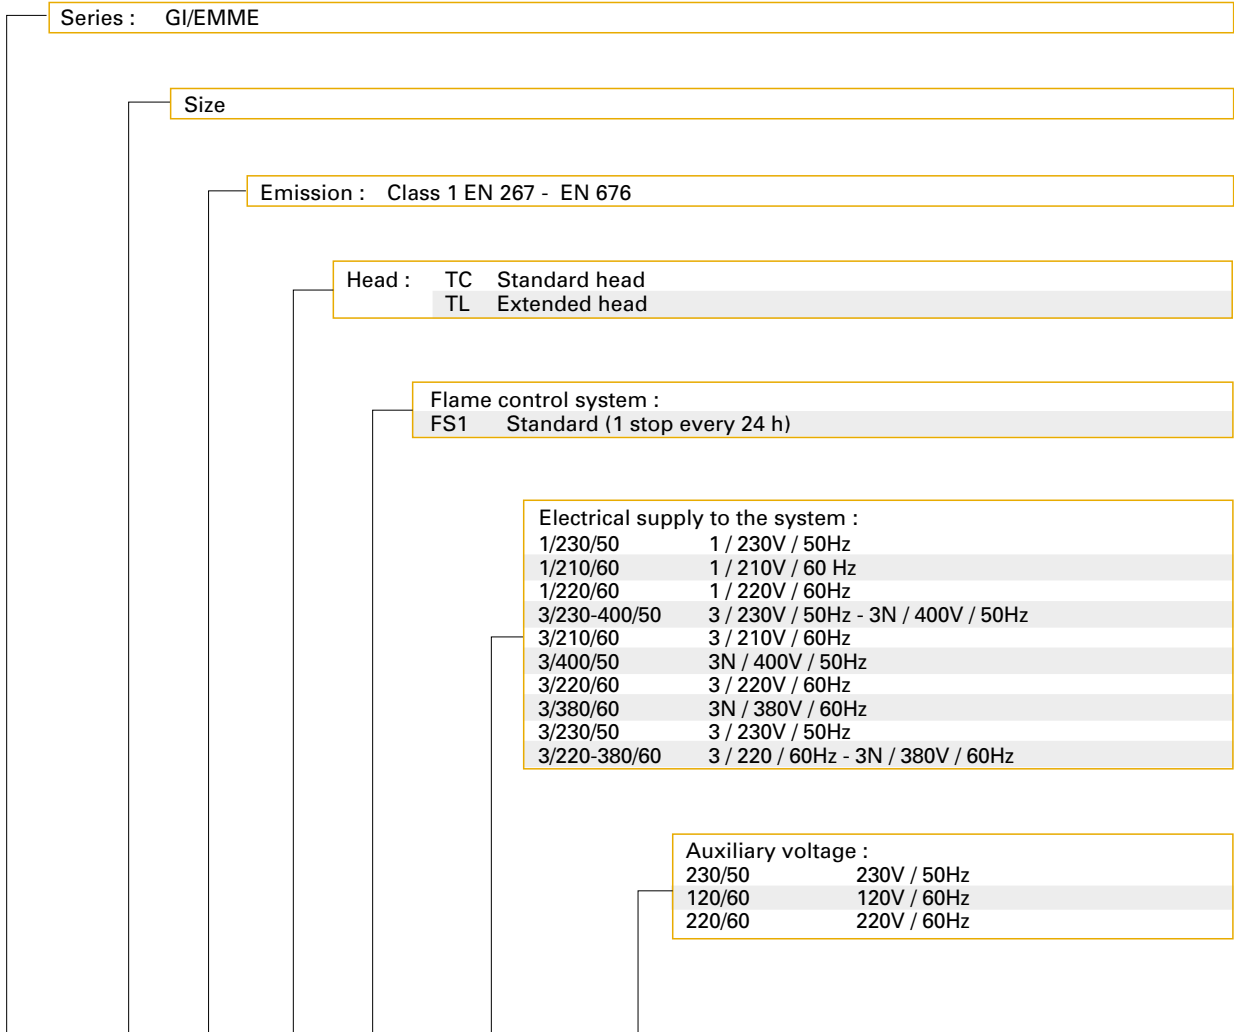 Series : GI/EMME
Size
Emission : Class 1 EN 267 - EN 676
Head : TC Standard head
TL Extended head
Flame control system :
FS1 Standard (1 stop every 24 h)
Electrical supply to the system :
1/230/50 1 / 230V / 50Hz
1/210/60 1 / 210V / 60 Hz
1/220/60 1 / 220V / 60Hz
3/230-400/50 3 / 230V / 50Hz - 3N / 400V / 50Hz
3/210/60 3 / 210V / 60Hz
3/400/50 3N / 400V / 50Hz
3/220/60 3 / 220V / 60Hz
3/380/60 3N / 380V / 60Hz
3/230/50 3 / 230V / 50Hz
3/220-380/60 3 / 220 / 60Hz - 3N / 380V / 60Hz
Auxiliary voltage :
230/50 230V / 50Hz
120/60 120V / 60Hz
220/60 220V / 60Hz